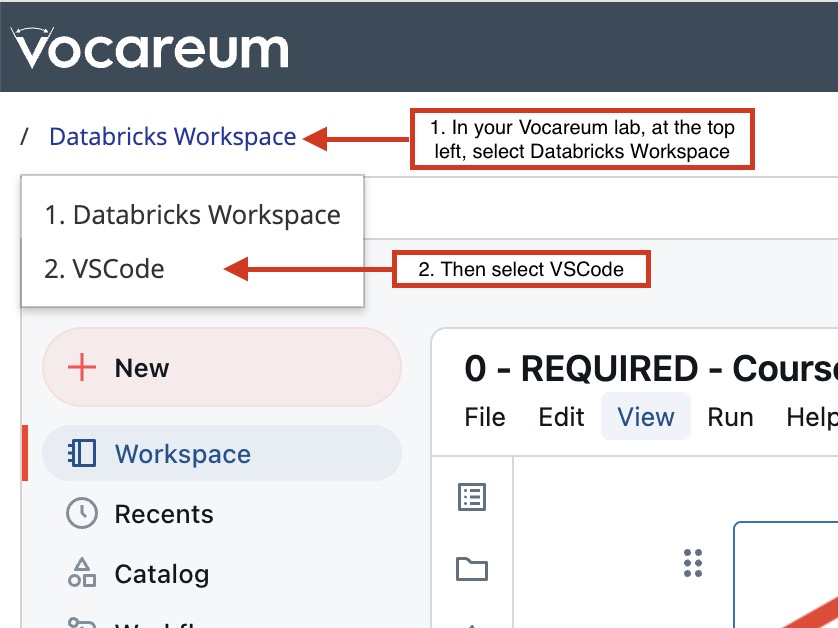 Vocareum
/ Databricks Workspace
1. In your Vocareum lab, at the top
left, select Databricks Workspace
1. Databricks Workspace
2. VSCode
2. Then select VSCode
New
0 - REQUIRED - Course
File Edit View Run Help
Workspace
Recents
Catalog